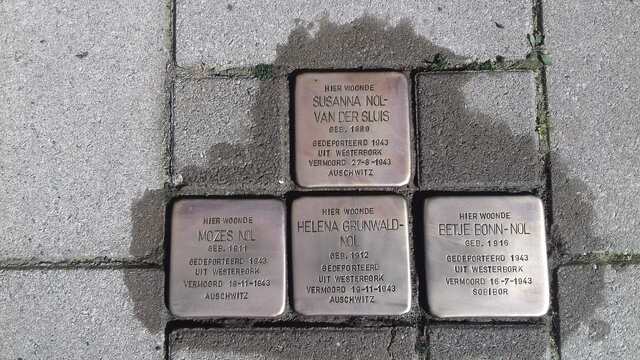 HIER WOONDE
SUSANNA NOL-
VAN DER SLUIS
GEB. 1889
GEDEPORTEERD 1943
UIT WESTERBORK
VERMOORD 27-8-1943
AUSCHWITZ
HIER WOONDE
MOZES NOL
GEB. 1911
GEDEPORTEERD 1943
UIT WESTERBORK
VERMOORD 19-11-1943
AUSCHWITZ
HIER WOONDE
HELENA GRUNWALD-
NOL
GEB. 1912
GEDEPORTEERD
UIT WESTERBORK
VERMOORD 19-11-1943
AUSCHWITZ
HIER WOONDE
BETJE BONN-NOL
GEB. 1916
GEDEPORTEERD 1943
UIT WESTERBORK
VERMOORD 16-7-1943
SOBIBOR